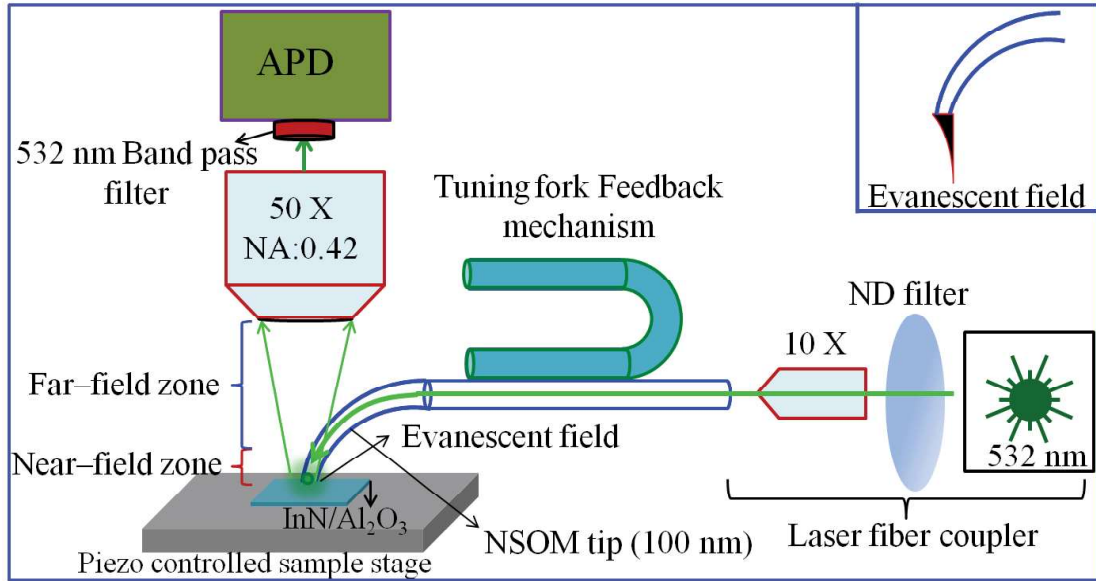 APD
532 nm Band pass
filter
50 X
NA:0.42
Tuning fork Feedback
mechanism
Evanescent field
ND filter
10 X
532 nm
Far–field zone
Near–field zone
Evanescent field
InN/Al₂O₃
NSOM tip (100 nm)
Laser fiber coupler
Piezo controlled sample stage